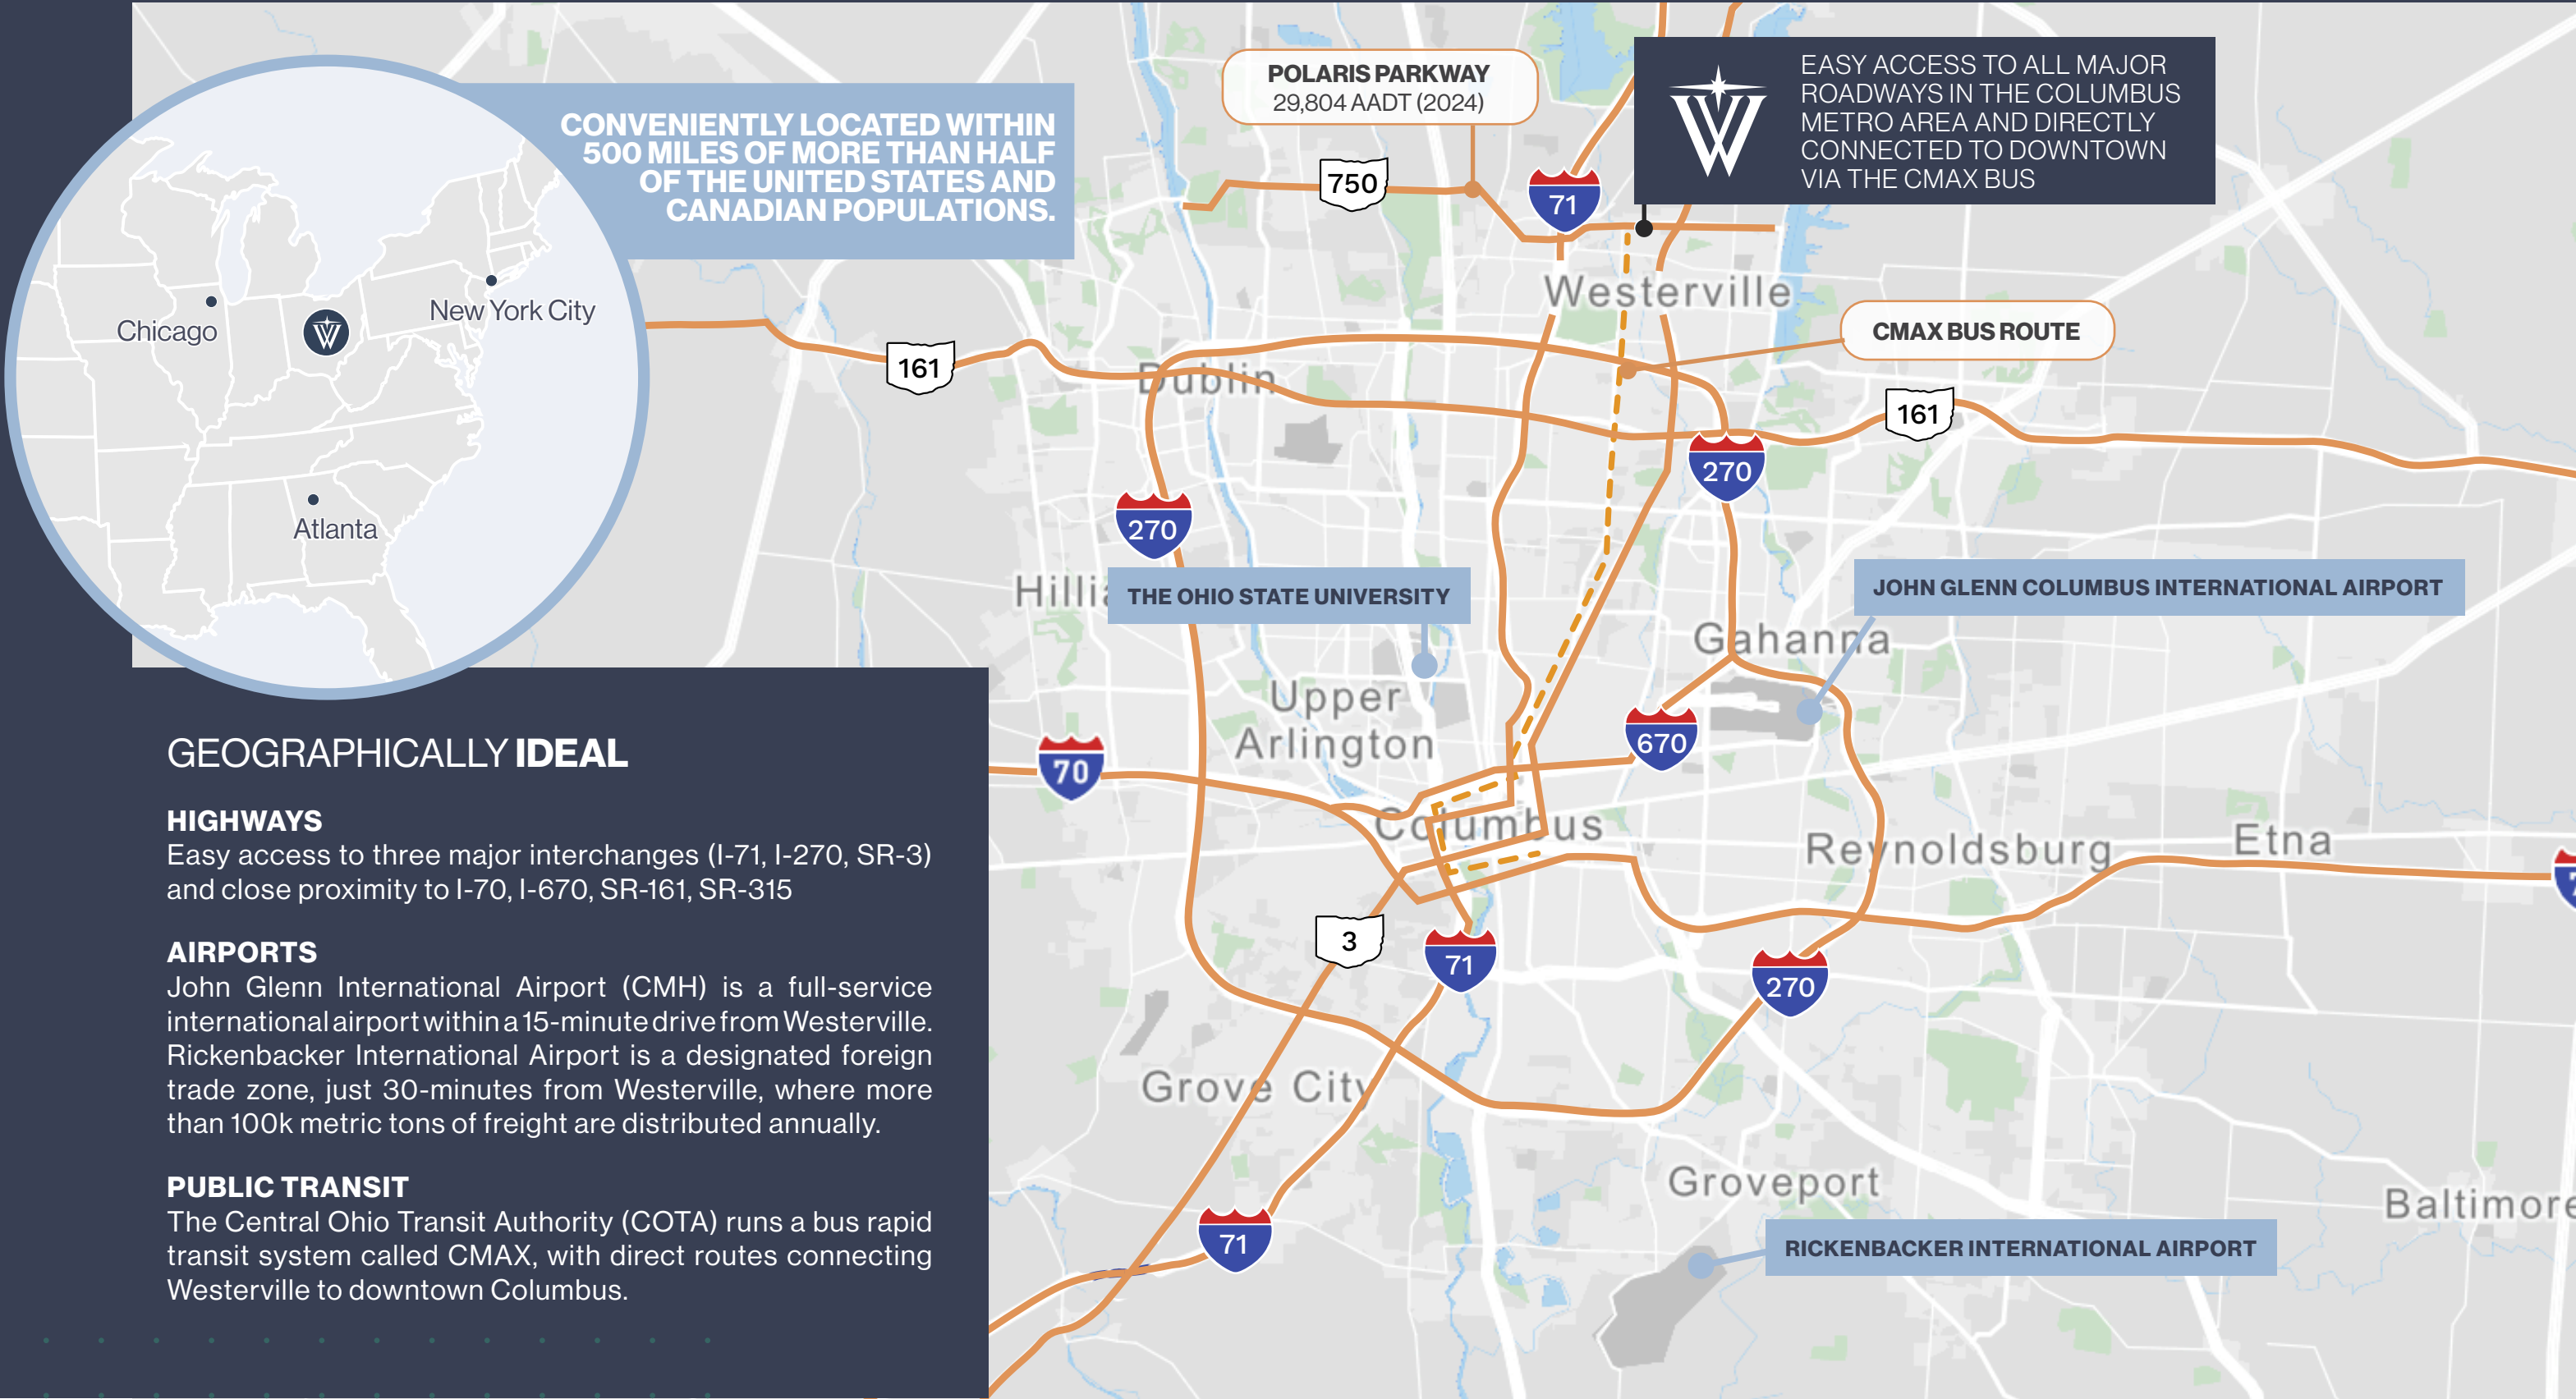 CONVENIENTLY LOCATED WITHIN
500 MILES OF MORE THAN HALF
OF THE UNITED STATES AND
CANADIAN POPULATIONS.
Chicago
New York City
Atlanta
POLARIS PARKWAY
29,804 AADT (2024)
EASY ACCESS TO ALL MAJOR
ROADWAYS IN THE COLUMBUS
METRO AREA AND DIRECTLY
CONNECTED TO DOWNTOWN
VIA THE CMAX BUS
750
71
Westerville
CMAX BUS ROUTE
161
Dublin
161
270
270
THE OHIO STATE UNIVERSITY
JOHN GLENN COLUMBUS INTERNATIONAL AIRPORT
Gahanna
Upper
Arlington
670
70
Columbus
Reynoldsburg
Etna
3
71
270
Grove City
Groveport
Baltimore
71
RICKENBACKER INTERNATIONAL AIRPORT
GEOGRAPHICALLY IDEAL
HIGHWAYS
Easy access to three major interchanges (I-71, I-270, SR-3)
and close proximity to I-70, I-670, SR-161, SR-315
AIRPORTS
John Glenn International Airport (CMH) is a full-service
international airport within a 15-minute drive from Westerville.
Rickenbacker International Airport is a designated foreign
trade zone, just 30-minutes from Westerville, where more
than 100k metric tons of freight are distributed annually.
PUBLIC TRANSIT
The Central Ohio Transit Authority (COTA) runs a bus rapid
transit system called CMAX, with direct routes connecting
Westerville to downtown Columbus.